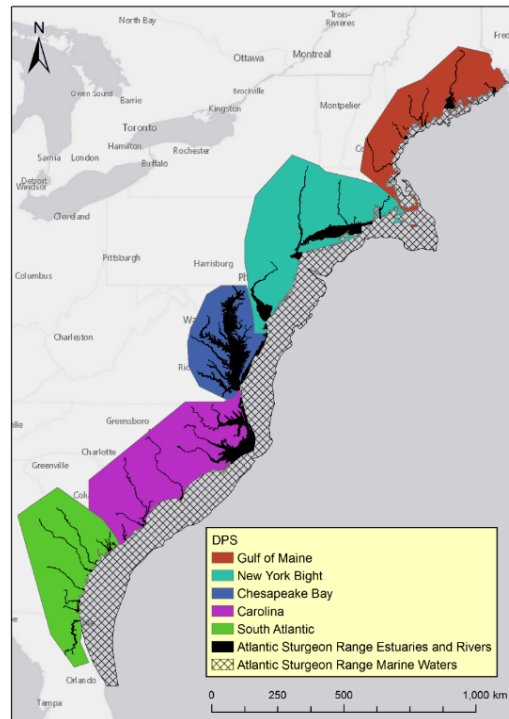 North Bay
Trois-
Rivières
Fred
N
Ottawa
Montreal
Owen Sound
Barrie
Brockville
Kingston
Montpelier
Toronto
Sarnia
London
Hamilton
Rochester
Buffalo
Detroit
Windsor
Cleveland
Pittsburgh
Harrisburg
Ph
Columbus
Charleston
Greensboro
Charlotte
Greenville
Colu
Orlando
Tampa
DPS
Gulf of Maine
New York Bight
Chesapeake Bay
Carolina
South Atlantic
Atlantic Sturgeon Range Estuaries and Rivers
Atlantic Sturgeon Range Marine Waters
0 250 500 1,000 km